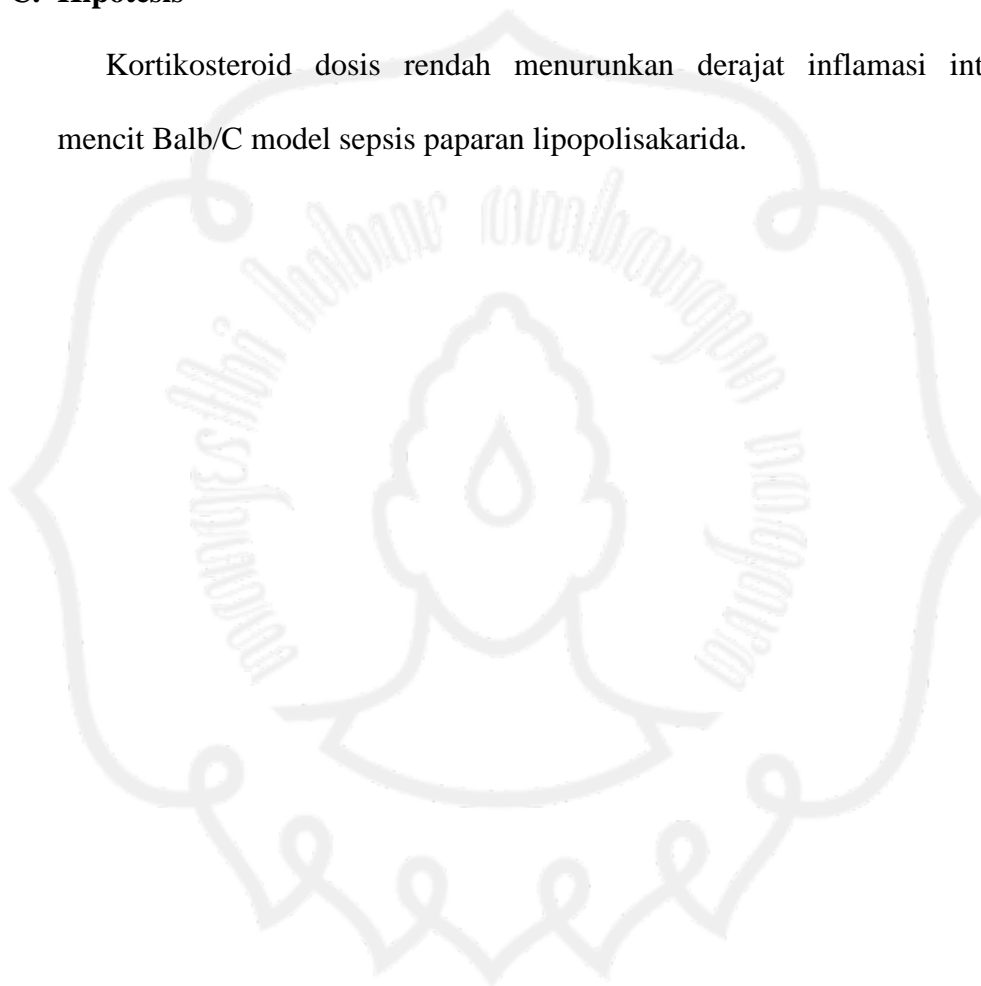 C. Hipotesis
Kortikosteroid dosis rendah menurunkan derajat inflamasi int
mencit Balb/C model sepsis paparan lipopolisakarida.